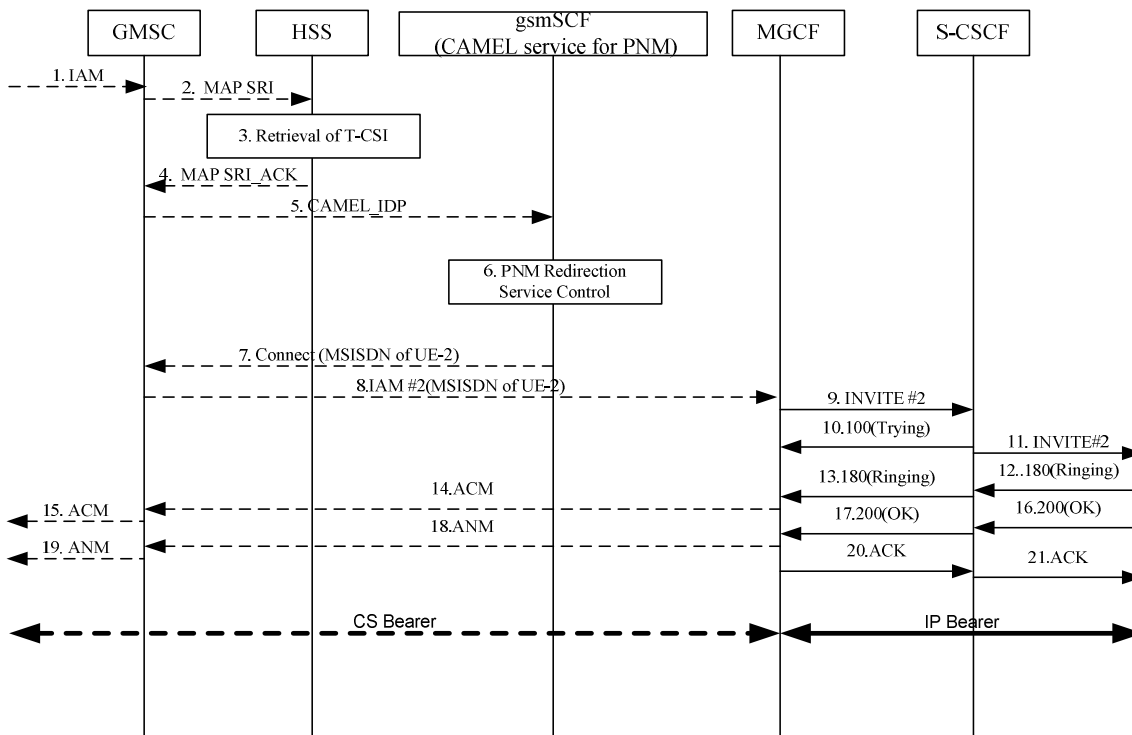 GMSC
HSS
gsmSCF
(CAMEL service for PNM)
MGCF
S-CSCF
1. IAM
2. MAP SRI
3. Retrieval of T-CSI
4. MAP SRI_ACK
5. CAMEL_IDP
6. PNM Redirection
Service Control
7. Connect (MSISDN of UE-2)
8.IAM #2(MSISDN of UE-2)
9. INVITE #2
10.100(Trying)
11. INVITE#2
12..180(Ringing)
13.180(Ringing)
14.ACM
15. ACM
16.200(OK)
17.200(OK)
18.ANM
19. ANM
20.ACK
21.ACK
CS Bearer
IP Bearer